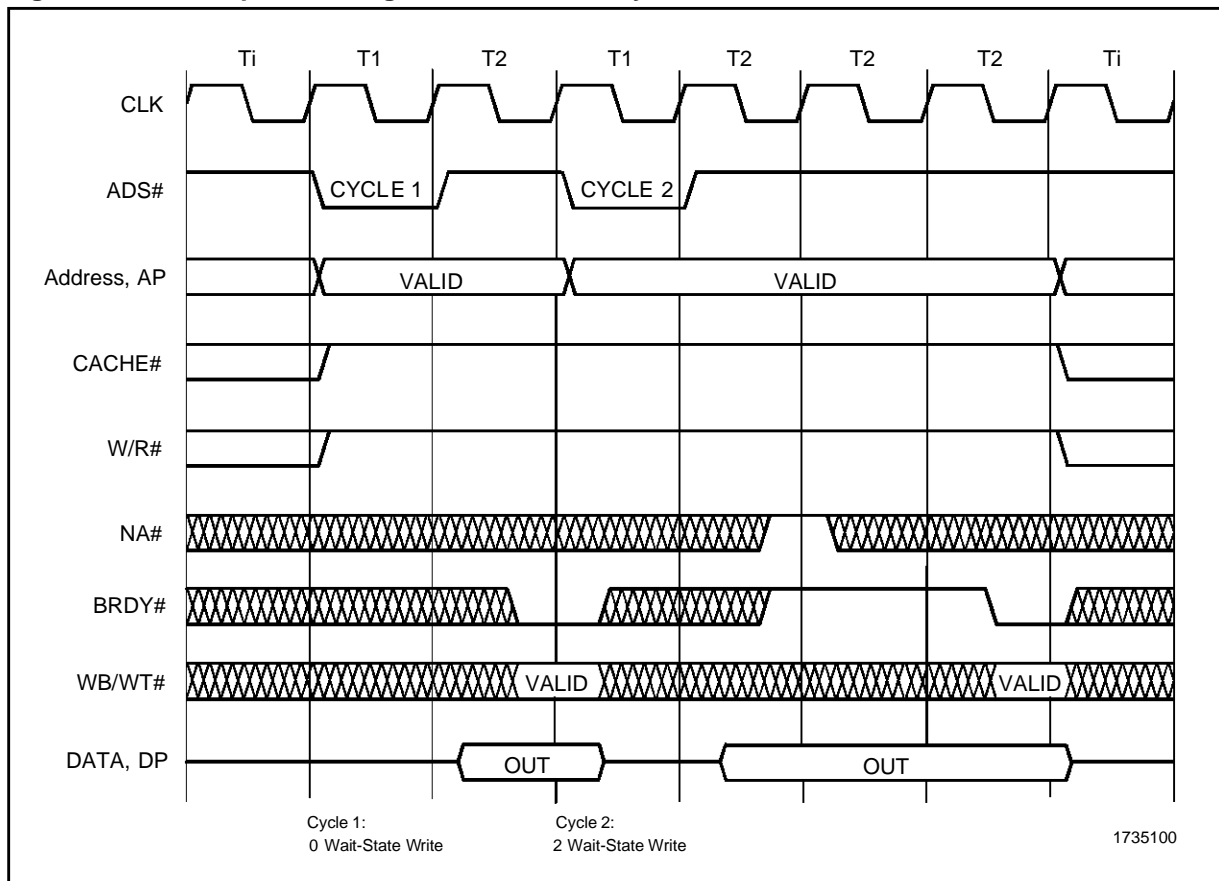 Ti T1 T2 T1 T2 T2 T2 Ti
CLK
ADS# CYCLE 1 CYCLE 2
Address, AP VALID VALID
CACHE#
W/R#
NA#
BRDY#
WB/WT# VALID VALID
DATA, DP OUT OUT
Cycle 1: Cycle 2:
0 Wait-State Write 2 Wait-State Write 1735100